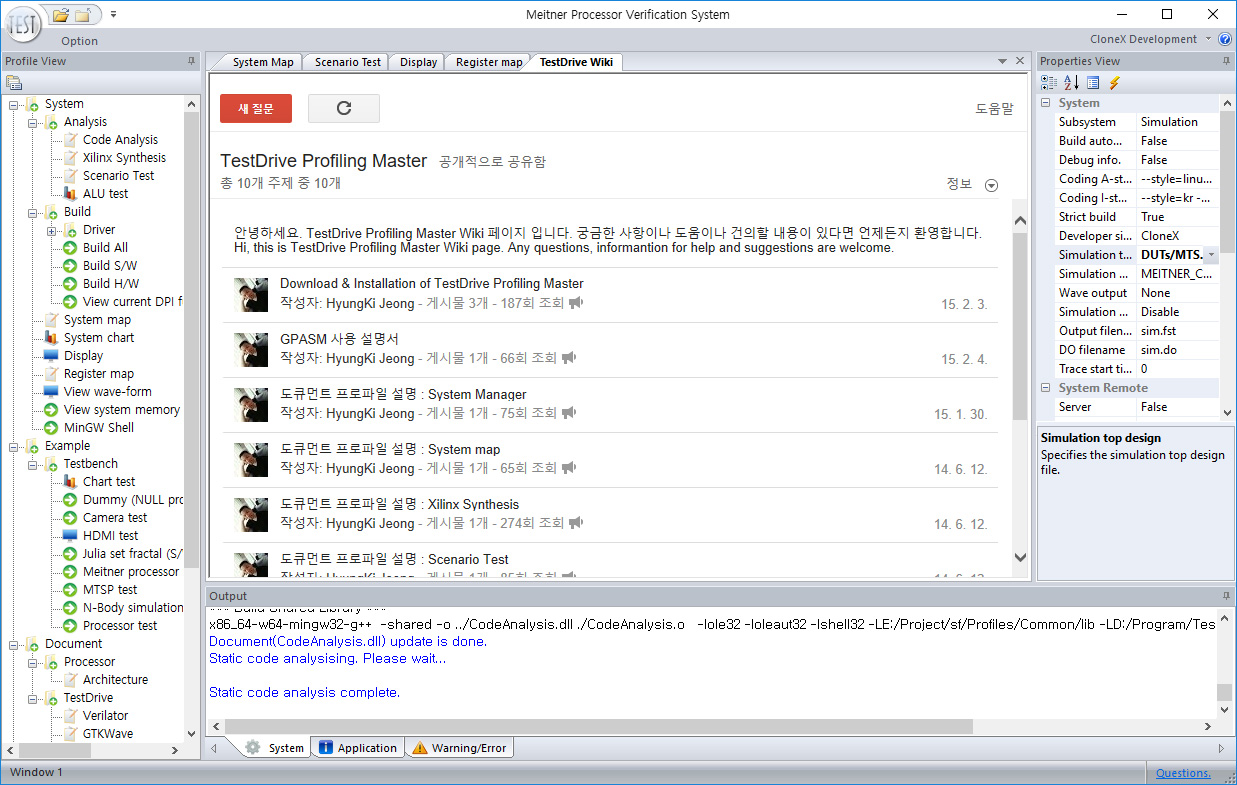 Meitner Processor Verification System
TEST
Option
CloneX Development
Profile View
System
Analysis
Code Analysis
Xilinx Synthesis
Scenario Test
ALU test
Build
Driver
Build All
Build S/W
Build H/W
View current DPI f
System map
System chart
Display
Register map
View wave-form
View system memory
MinGW Shell
Example
Testbench
Chart test
Dummy (NULL pro
Camera test
HDMI test
Julia set fractal (S/
Meitner processor
MTSP test
N-Body simulation
Processor test
Document
Processor
Architecture
TestDrive
Verilator
GTKWave
System Map
Scenario Test
Display
Register map
TestDrive Wiki
새 질문
도움말
TestDrive Profiling Master 공개적으로 공유함
총 10개 주제 중 10개
정보
안녕하세요. TestDrive Profiling Master Wiki 페이지 입니다. 궁금한 사항이나 도움이나 건의할 내용이 있다면 언제든지 환영합니다.
Hi, this is TestDrive Profiling Master Wiki page. Any questions, informantion for help and suggestions are welcome.
Download & Installation of TestDrive Profiling Master
작성자: HyungKi Jeong - 게시물 3개 - 187회 조회
15. 2. 3.
GPASM 사용 설명서
작성자: HyungKi Jeong - 게시물 1개 - 66회 조회
15. 2. 4.
도큐먼트 프로파일 설명 : System Manager
작성자: HyungKi Jeong - 게시물 1개 - 75회 조회
15. 1. 30.
도큐먼트 프로파일 설명 : System map
작성자: HyungKi Jeong - 게시물 1개 - 65회 조회
14. 6. 12.
도큐먼트 프로파일 설명 : Xilinx Synthesis
작성자: HyungKi Jeong - 게시물 1개 - 274회 조회
14. 6. 12.
도큐먼트 프로파일 설명 : Scenario Test
작성자: HyungKi Jeong - 게시물 1개 - 85회 조회
14. 6. 12.
Properties View
System
Subsystem Simulation
Build auto... False
Debug info. False
Coding A-st... --style=linu...
Coding I-st... --style=kr -...
Strict build True
Developer si... CloneX
Simulation t... DUTs/MTS.
Simulation ... MEITNER_C...
Wave output None
Simulation ... Disable
Output filen... sim.fst
DO filename sim.do
Trace start ti... 0
System Remote
Server False
Simulation top design
Specifies the simulation top design
file.
Output
*** Build Shared Library ***
x86_64-w64-mingw32-g++ -shared -o ../CodeAnalysis.dll ./CodeAnalysis.o -lole32 -loleaut32 -lshell32 -LE:/Project/sf/Profiles/Common/lib -LD:/Program/Tes
Document(CodeAnalysis.dll) update is done.
Static code analysising. Please wait...
Static code analysis complete.
System
Application
Warning/Error
Window 1
Questions.